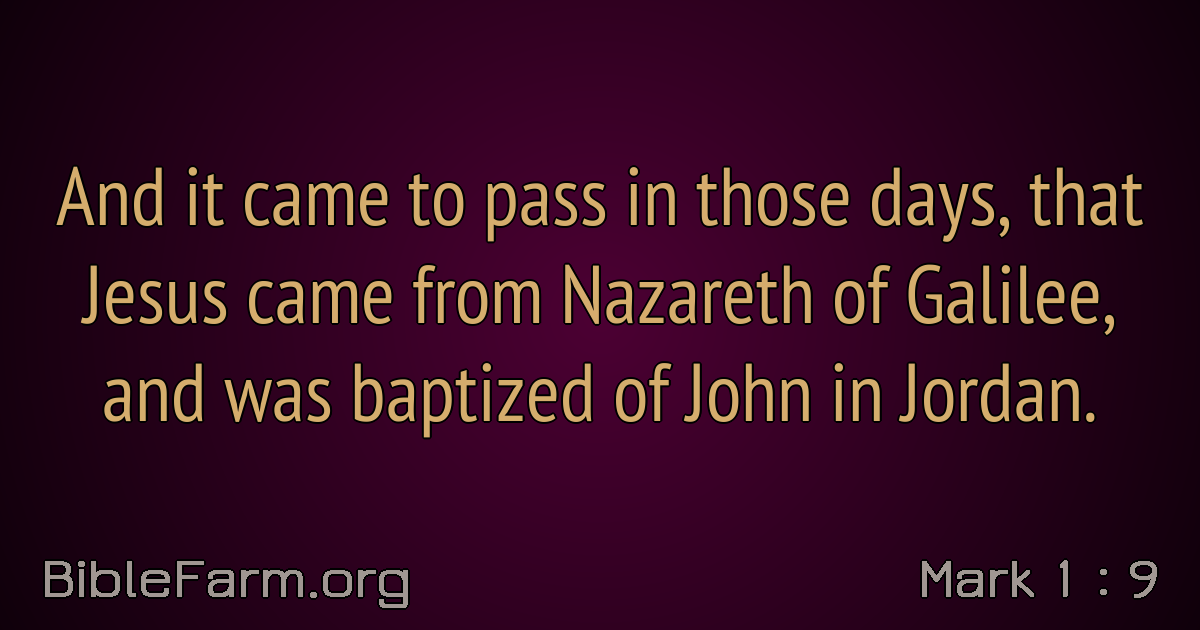 And it came to pass in those days, that
Jesus came from Nazareth of Galilee,
and was baptized of John in Jordan.
BibleFarm.org
Mark 1 : 9